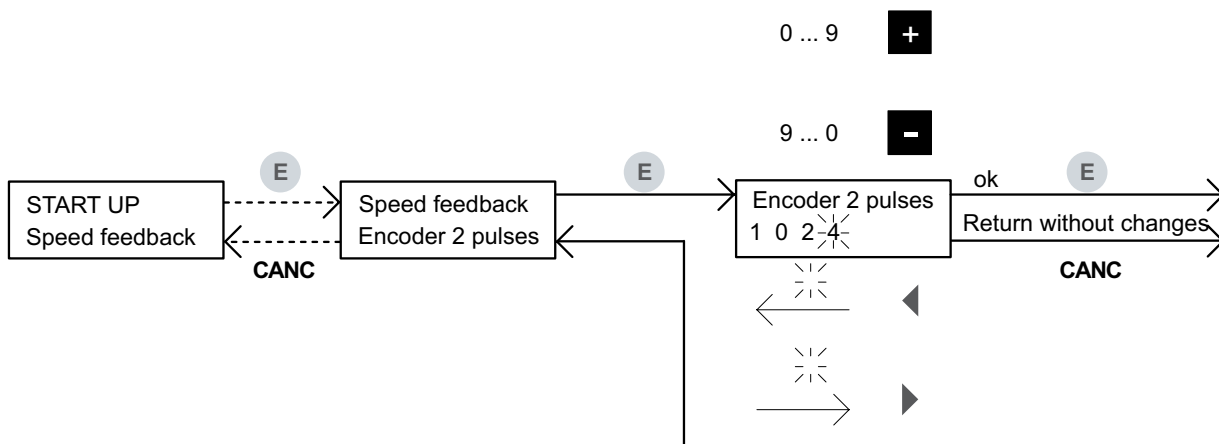 0 ... 9 +
9 ... 0 -
E E ok E
START UP
Speed feedback
Speed feedback
Encoder 2 pulses
Encoder 2 pulses
1 0 2 4
Return without changes
CANC CANC